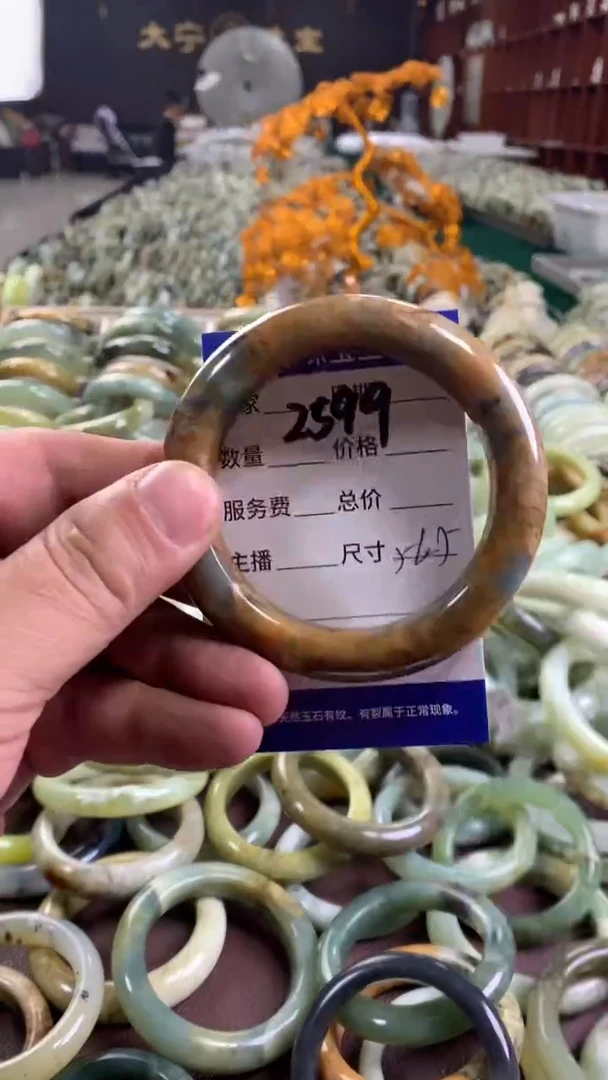 大宁
宝
2599
数量 价格
服务费 总价
主播 尺寸
天然玉石有纹、有裂属于正常现象。